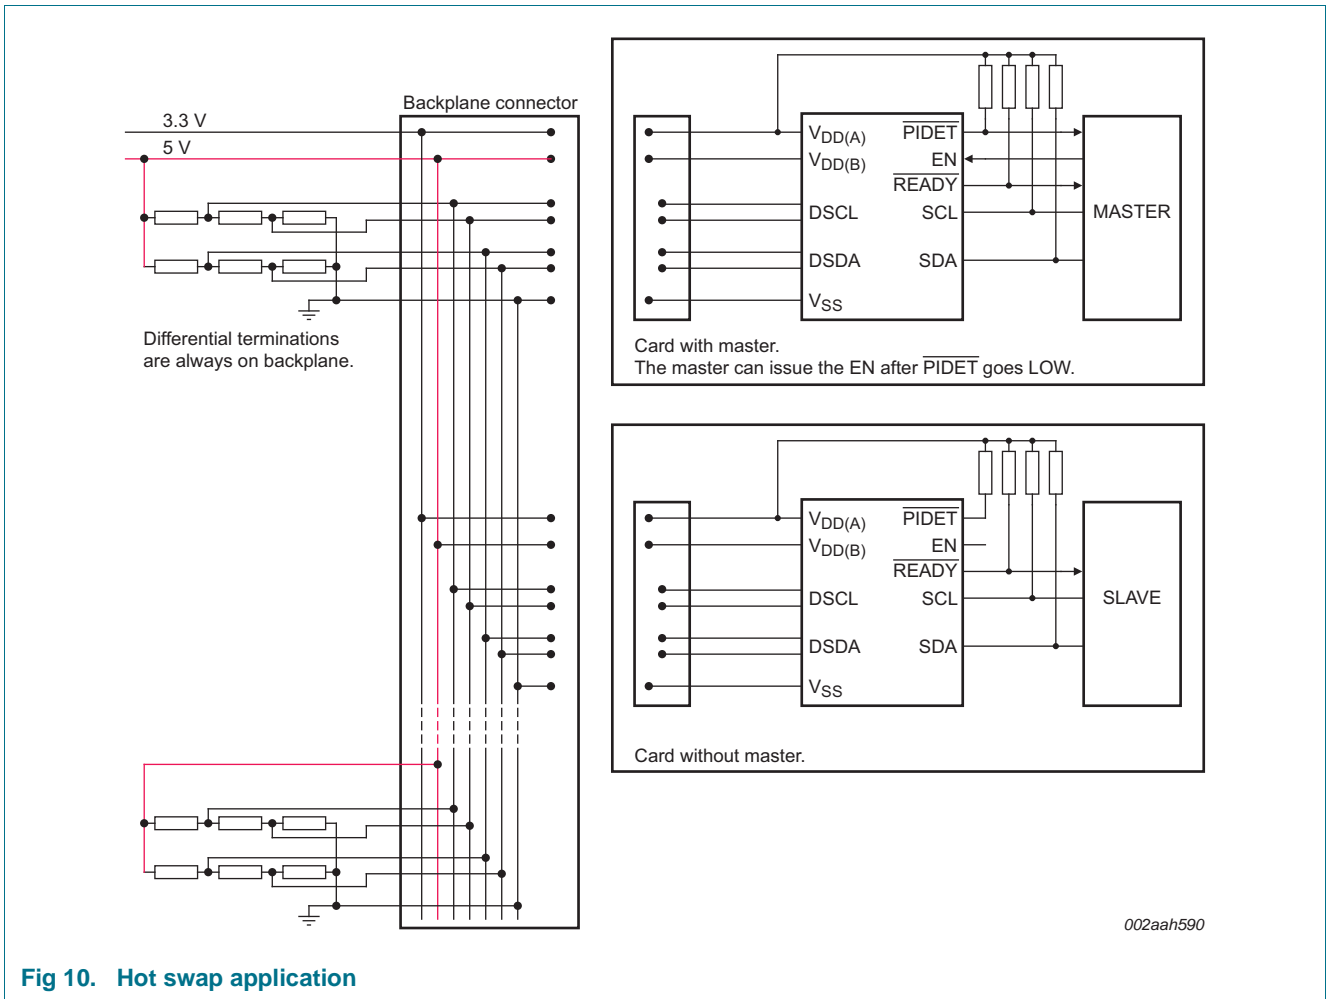 Backplane connector
3.3 V
5 V
Differential terminations
are always on backplane.
VDD(A)
VDD(B)
DSCL
DSDA
VSS
PIDET
EN
READY
SCL
SDA
MASTER
Card with master.
The master can issue the EN after PIDET goes LOW.
VDD(A)
VDD(B)
DSCL
DSDA
VSS
PIDET
EN
READY
SCL
SDA
SLAVE
Card without master.
002aah590
Fig 10. Hot swap application